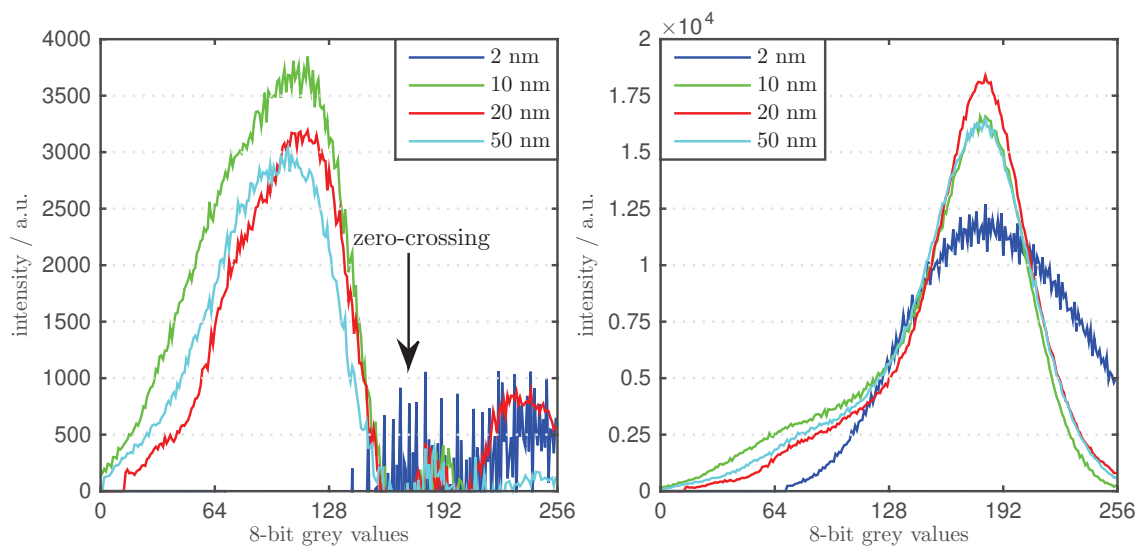 4000
3500
3000
2500
2000
1500
1000
500
0
intensity / a.u.
2 nm
10 nm
20 nm
50 nm
zero-crossing
0 64 128 192 256
8-bit grey values
×10⁴
2
1.75
1.5
1.25
1
0.75
0.5
0.25
0
intensity / a.u.
2 nm
10 nm
20 nm
50 nm
0 64 128 192 256
8-bit grey values